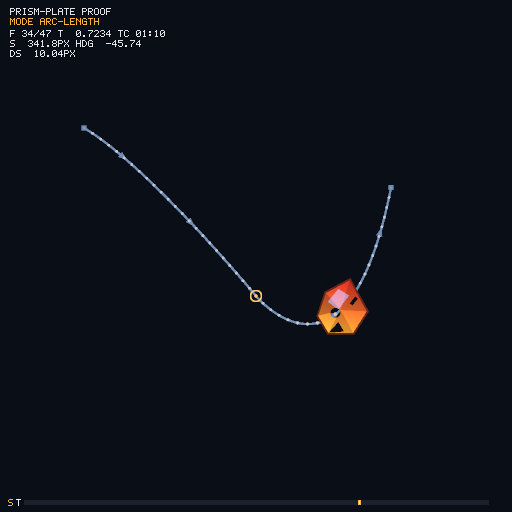 PRISM-PLATE PROOF
MODE ARC-LENGTH
F 34/47 T  0.7234 TC 01:10
S  341.8PX HDG  -45.74
DS  10.04PX
ST